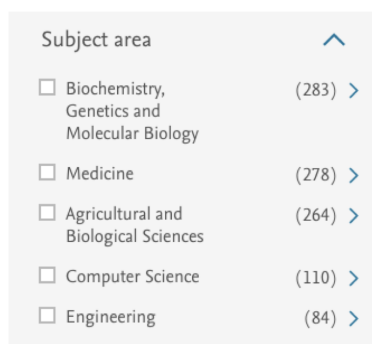 Subject area
Biochemistry, (283)
Genetics and
Molecular Biology
Medicine (278)
Agricultural and (264)
Biological Sciences
Computer Science (110)
Engineering (84)